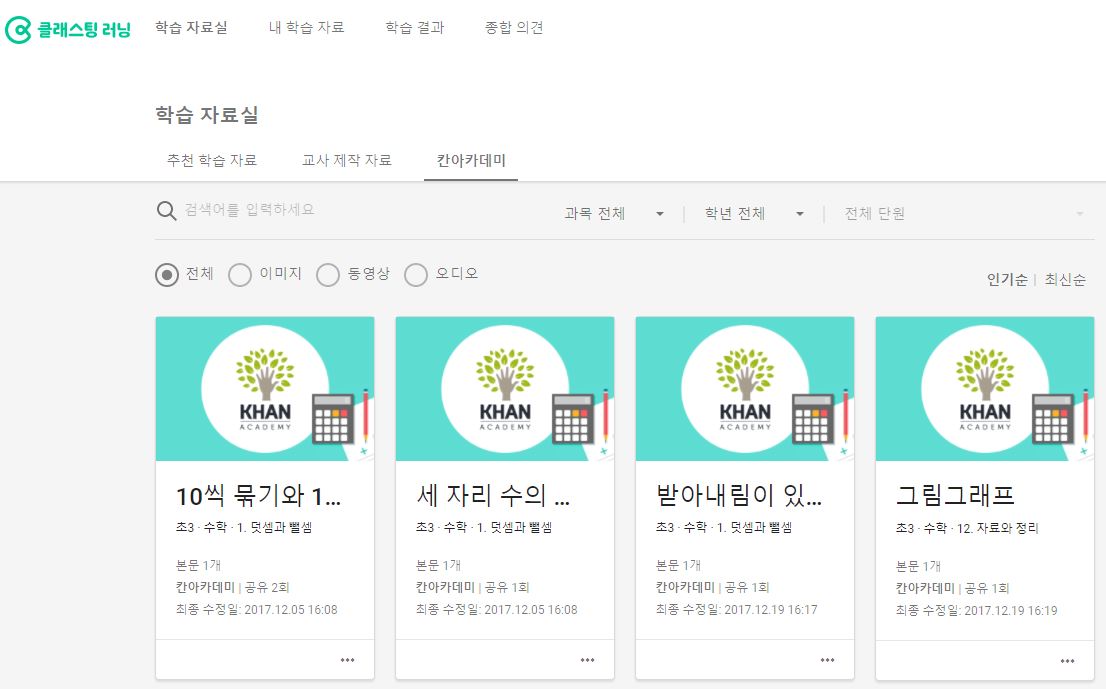 클래스팅 러닝 학습 자료실 내 학습 자료 학습 결과 종합 의견
학습 자료실
추천 학습 자료 교사 제작 자료 칸아카데미
검색어를 입력하세요 과목 전체 학년 전체 전체 단원
전체 이미지 동영상 오디오 인기순 | 최신순
KHAN
ACADEMY
10씩 묶기와 1...
초3 · 수학 · 1. 덧셈과 뺄셈
본문 1개
칸아카데미 | 공유 2회
최종 수정일: 2017.12.05 16:08
KHAN
ACADEMY
세 자리 수의 ...
초3 · 수학 · 1. 덧셈과 뺄셈
본문 1개
칸아카데미 | 공유 1회
최종 수정일: 2017.12.05 16:08
KHAN
ACADEMY
받아내림이 있...
초3 · 수학 · 1. 덧셈과 뺄셈
본문 1개
칸아카데미 | 공유 1회
최종 수정일: 2017.12.19 16:17
KHAN
ACADEMY
그림그래프
초3 · 수학 · 12. 자료와 정리
본문 1개
칸아카데미 | 공유 1회
최종 수정일: 2017.12.19 16:19